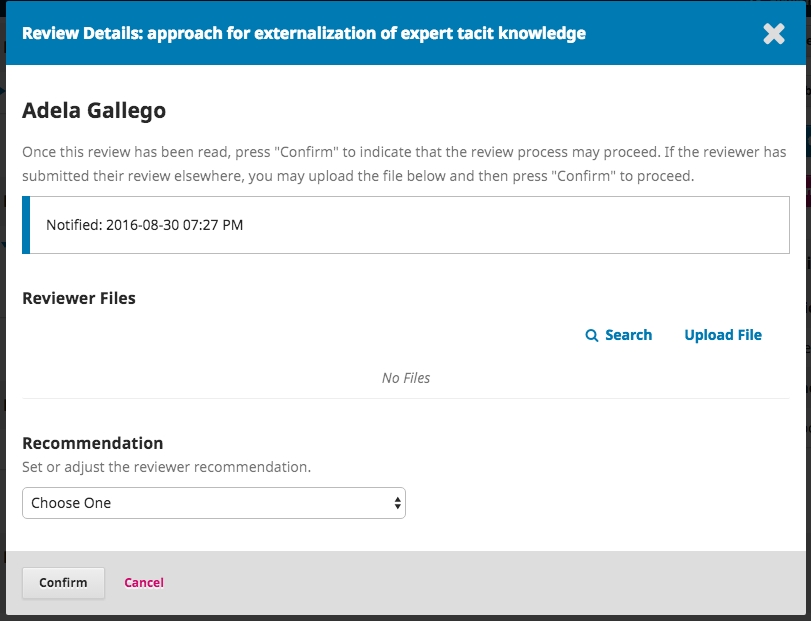 Review Details: approach for externalization of expert tacit knowledge
Adela Gallego
Once this review has been read, press "Confirm" to indicate that the review process may proceed. If the reviewer has
submitted their review elsewhere, you may upload the file below and then press "Confirm" to proceed.
Notified: 2016-08-30 07:27 PM
Reviewer Files
Search Upload File
No Files
Recommendation
Set or adjust the reviewer recommendation.
Choose One
Confirm Cancel